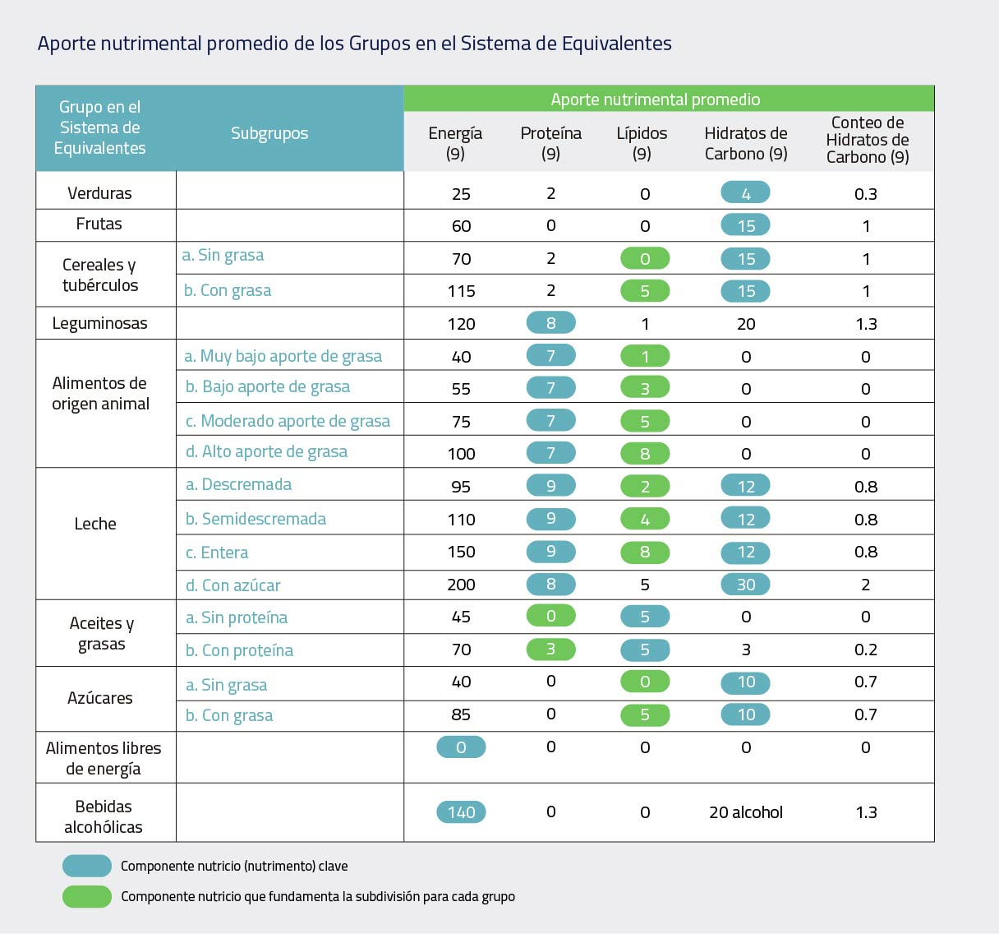 Aporte nutrimental promedio de los Grupos en el Sistema de Equivalentes
Grupo en el
Sistema de
Equivalentes
Subgrupos
Aporte nutrimental promedio
Energía
(9)
Proteína
(9)
Lípidos
(9)
Hidratos de
Carbono (9)
Conteo de
Hidratos de
Carbono (9)
Verduras 25 2 0 4 0.3
Frutas 60 0 0 15 1
Cereales y
tubérculos
a. Sin grasa 70 2 0 15 1
b. Con grasa 115 2 5 15 1
Leguminosas 120 8 1 20 1.3
Alimentos de
origen animal
a. Muy bajo aporte de grasa 40 7 1 0 0
b. Bajo aporte de grasa 55 7 3 0 0
c. Moderado aporte de grasa 75 7 5 0 0
d. Alto aporte de grasa 100 7 8 0 0
Leche
a. Descremada 95 9 2 12 0.8
b. Semidescremada 110 9 4 12 0.8
c. Entera 150 9 8 12 0.8
d. Con azúcar 200 8 5 30 2
Aceites y
grasas
a. Sin proteína 45 0 5 0 0
b. Con proteína 70 3 5 3 0.2
Azúcares
a. Sin grasa 40 0 0 10 0.7
b. Con grasa 85 0 5 10 0.7
Alimentos libres
de energía
0 0 0 0 0
Bebidas
alcohólicas
140 0 0 20 alcohol 1.3
Componente nutricio (nutrimento) clave
Componente nutricio que fundamenta la subdivisión para cada grupo